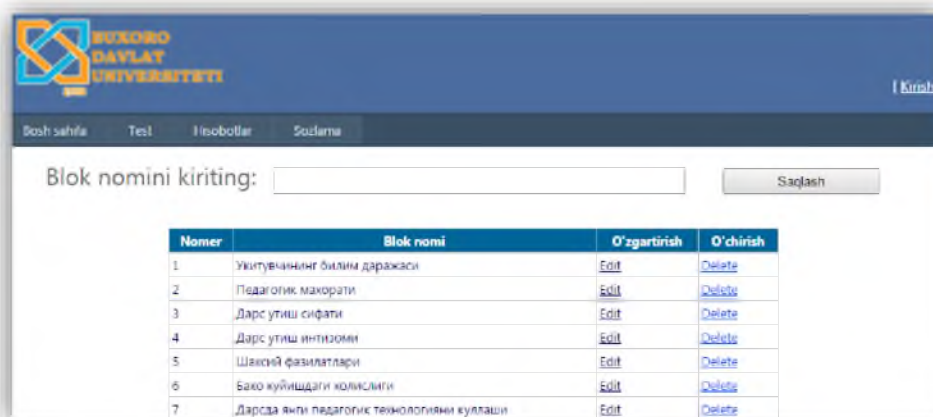 BUXORO
DAVLAT
UNIVERSITETI
[ Kirish
Bosh sahifa Test Hisobotlar Sozlama
Blok nomini kiriting: Saqlash
Nomer Blok nomi O'zgartirish O'chirish
1 Укитувчининг билим даражаси Edit Delete
2 Педагогик махорати Edit Delete
3 Дарс утиш сифати Edit Delete
4 Дарс утиш интизоми Edit Delete
5 Шахсий фазилатлари Edit Delete
6 Бахо куйишдаги холислиги Edit Delete
7 Дарсда янги педагогик технологияни куллаши Edit Delete